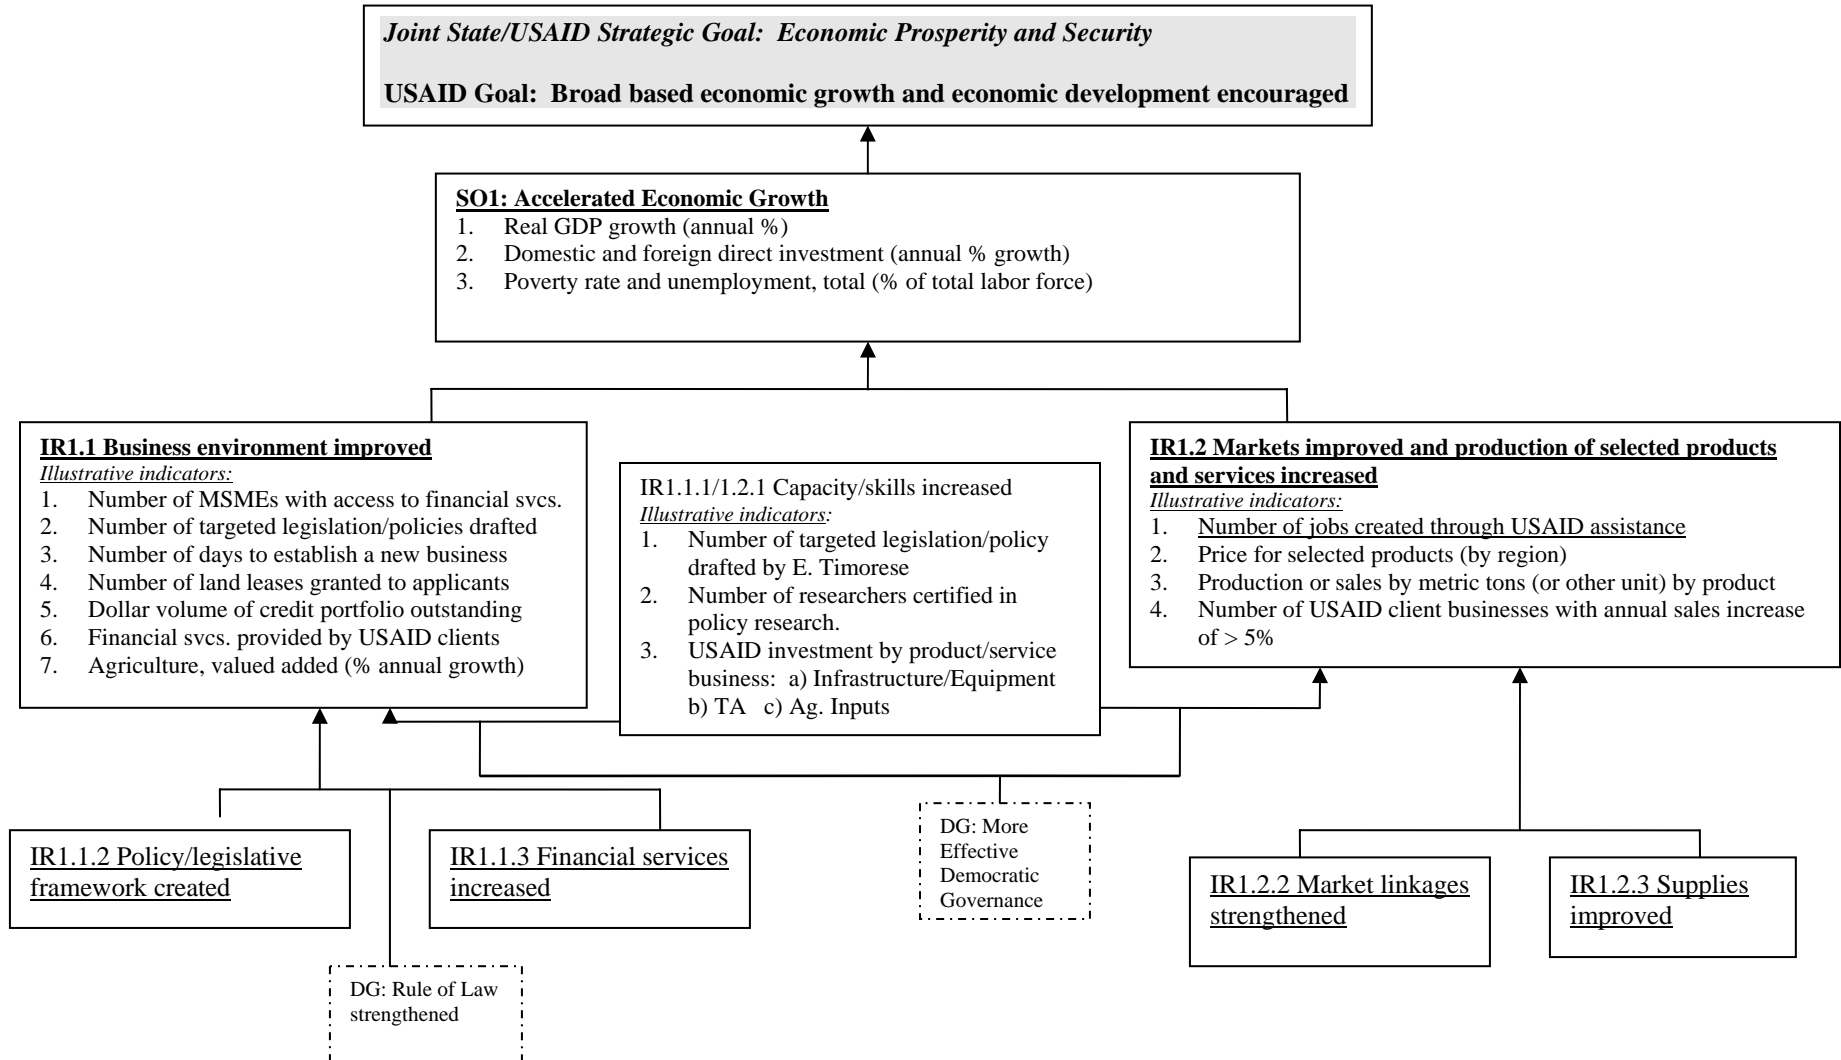 Joint State/USAID Strategic Goal:  Economic Prosperity and Security
USAID Goal:  Broad based economic growth and economic development encouraged
SO1: Accelerated Economic Growth
1. Real GDP growth (annual %)
2. Domestic and foreign direct investment (annual % growth)
3. Poverty rate and unemployment, total (% of total labor force)
IR1.1 Business environment improved
Illustrative indicators:
1. Number of MSMEs with access to financial svcs.
2. Number of targeted legislation/policies drafted
3. Number of days to establish a new business
4. Number of land leases granted to applicants
5. Dollar volume of credit portfolio outstanding
6. Financial svcs. provided by USAID clients
7. Agriculture, valued added (% annual growth)
IR1.1.1/1.2.1 Capacity/skills increased
Illustrative indicators:
1. Number of targeted legislation/policy
drafted by E. Timorese
2. Number of researchers certified in
policy research.
3. USAID investment by product/service
business:  a) Infrastructure/Equipment
b) TA   c) Ag. Inputs
IR1.2 Markets improved and production of selected products
and services increased
Illustrative indicators:
1. Number of jobs created through USAID assistance
2. Price for selected products (by region)
3. Production or sales by metric tons (or other unit) by product
4. Number of USAID client businesses with annual sales increase
of > 5%
IR1.1.2 Policy/legislative
framework created
IR1.1.3 Financial services
increased
DG: More
Effective
Democratic
Governance
IR1.2.2 Market linkages
strengthened
IR1.2.3 Supplies
improved
DG: Rule of Law
strengthened